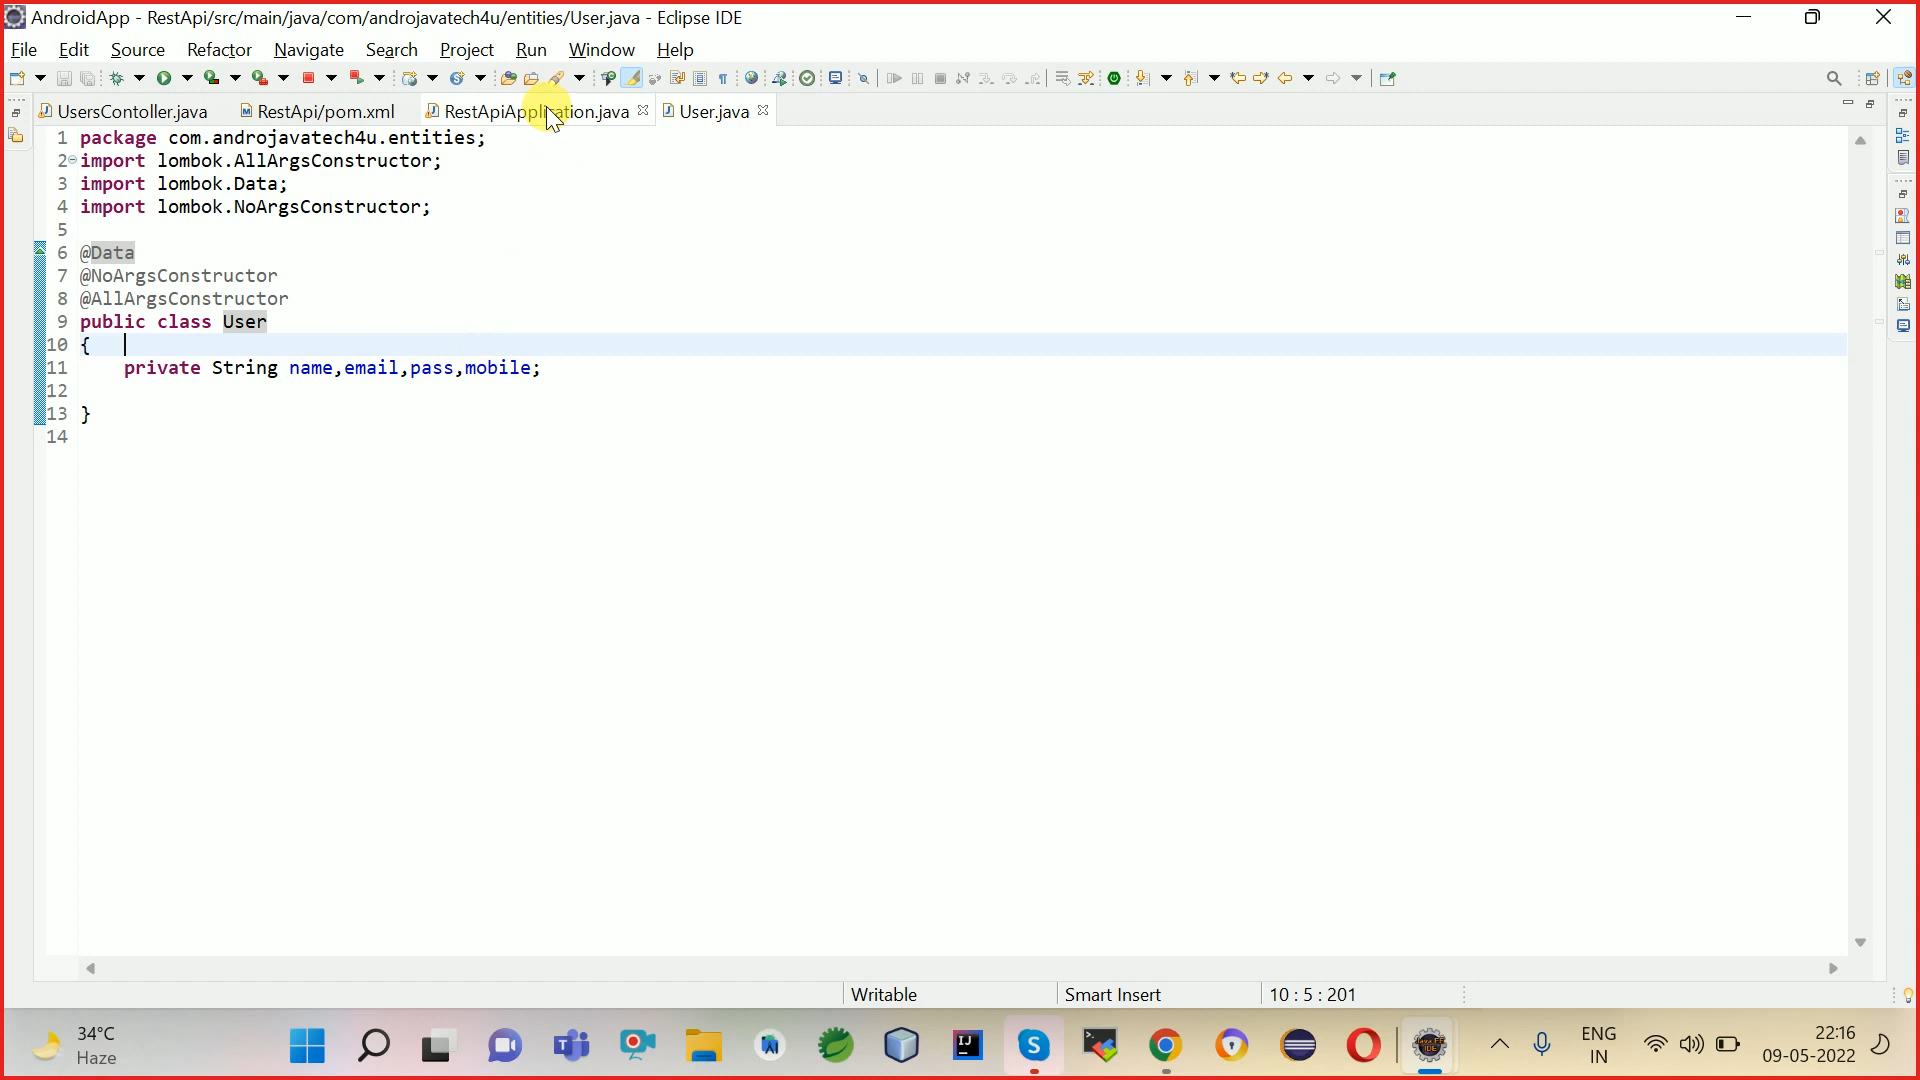 AndroidApp - RestApi/src/main/java/com/androjavatech4u/entities/User.java - Eclipse IDE
File Edit Source Refactor Navigate Search Project Run Window Help
UsersContoller.java RestApi/pom.xml RestApiApplication.java User.java
1 package com.androjavatech4u.entities;
2 import lombok.AllArgsConstructor;
3 import lombok.Data;
4 import lombok.NoArgsConstructor;
5
6 @Data
7 @NoArgsConstructor
8 @AllArgsConstructor
9 public class User
10 {
11 private String name,email,pass,mobile;
12
13 }
14
Writable Smart Insert 10 : 5 : 201
34°C
Haze
ENG
IN
22:16
09-05-2022